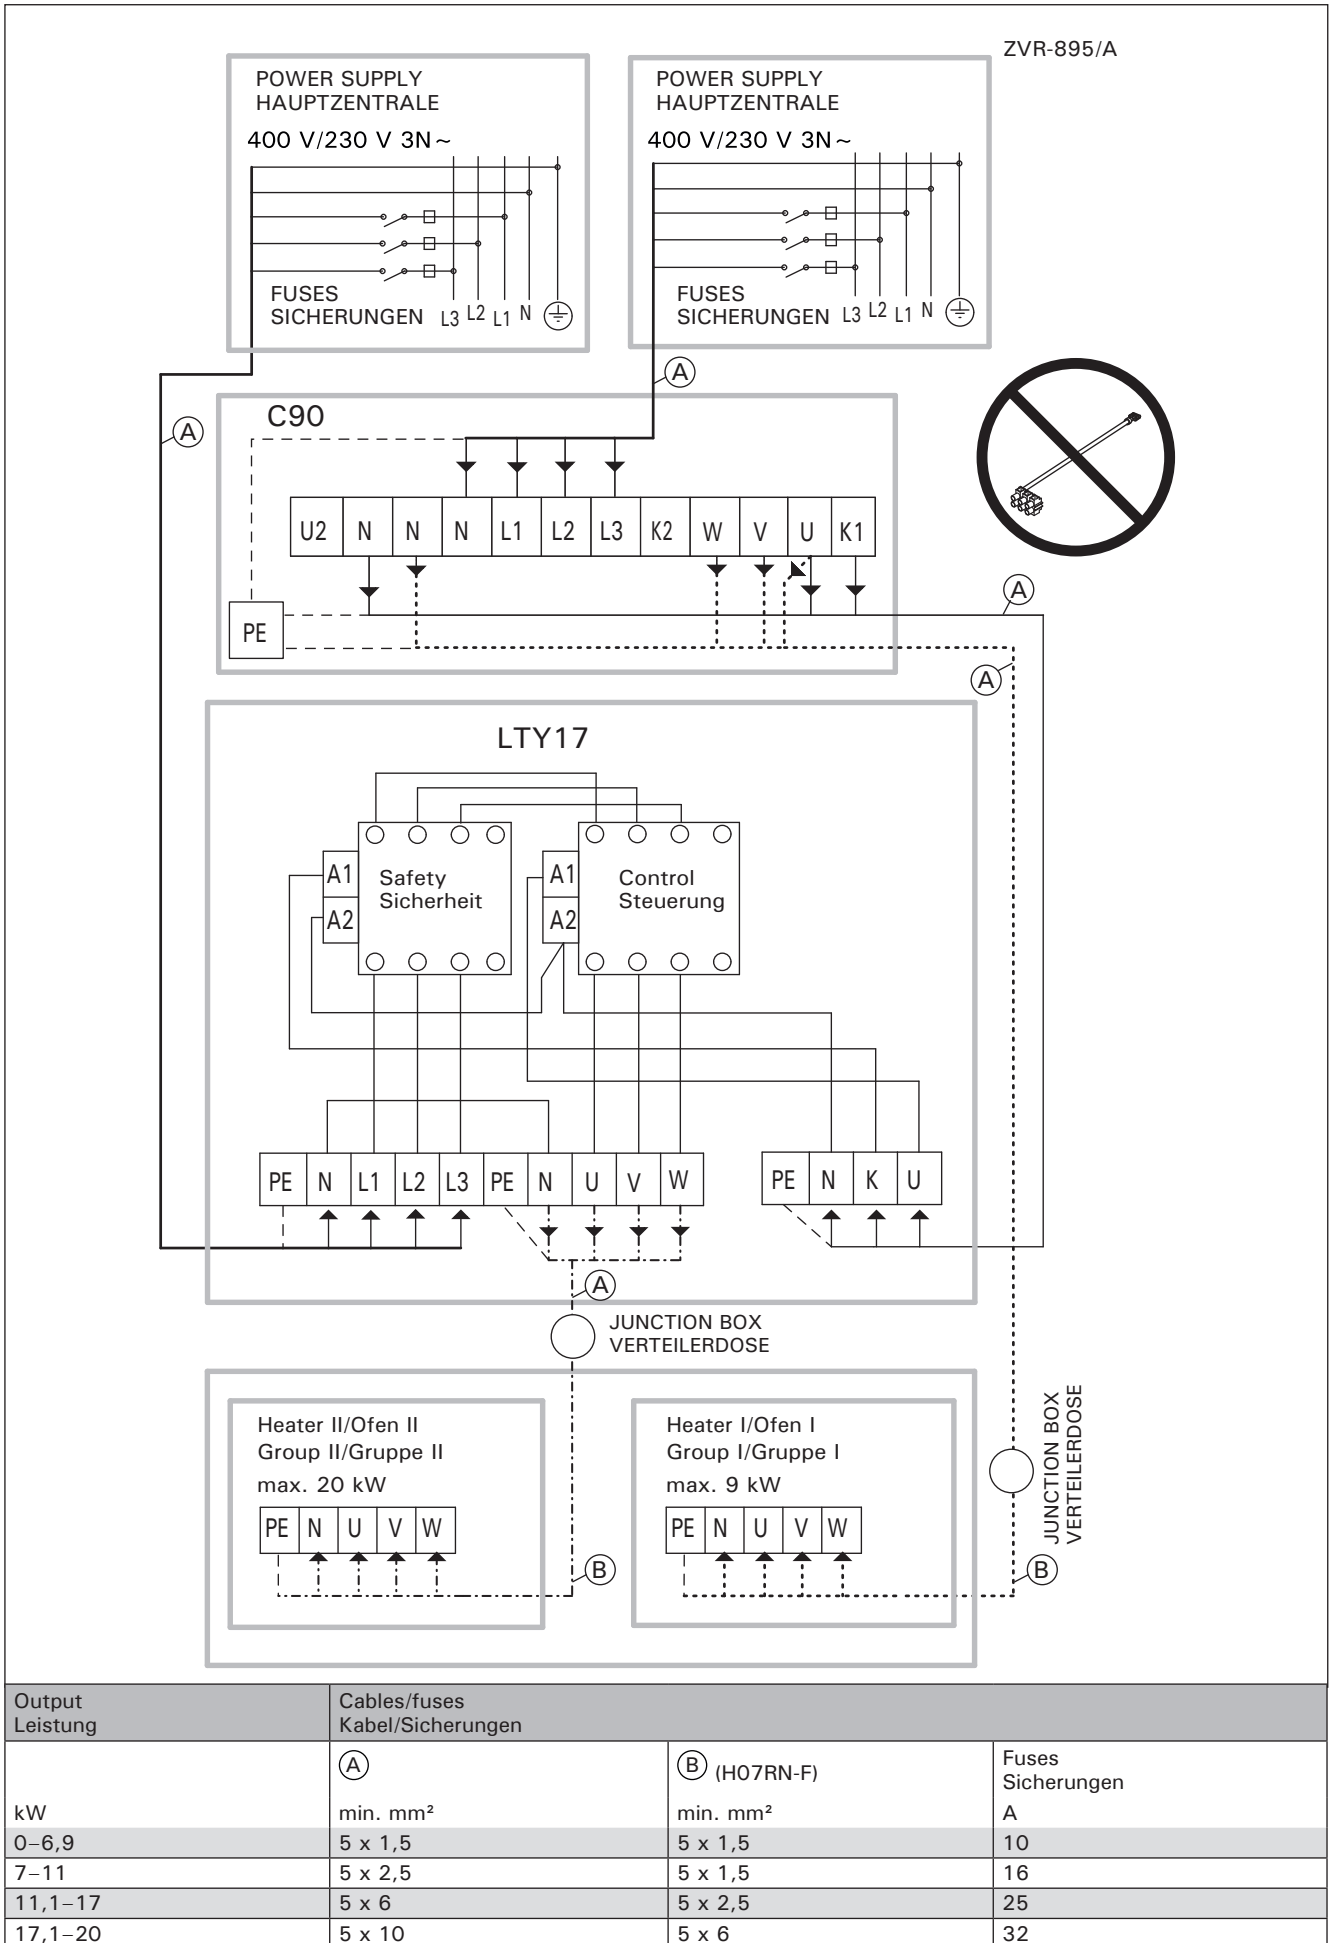 ZVR-895/A
POWER SUPPLY
HAUPTZENTRALE
400 V/230 V 3N~
FUSES
SICHERUNGEN
L3 L2 L1 N
POWER SUPPLY
HAUPTZENTRALE
400 V/230 V 3N~
FUSES
SICHERUNGEN
L3 L2 L1 N
A
A
C90
U2 N N N L1 L2 L3 K2 W V U K1
PE
A
A
LTY17
A1
A2
Safety
Sicherheit
A1
A2
Control
Steuerung
PE N L1 L2 L3 PE N U V W
PE N K U
A
JUNCTION BOX
VERTEILERDOSE
Heater II/Ofen II
Group II/Gruppe II
max. 20 kW
PE N U V W
B
Heater I/Ofen I
Group I/Gruppe I
max. 9 kW
PE N U V W
JUNCTION BOX
VERTEILERDOSE
B
Output
Leistung
Cables/fuses
Kabel/Sicherungen
A
B (H07RN-F)
Fuses
Sicherungen
kW min. mm² min. mm² A
0–6,9 5 x 1,5 5 x 1,5 10
7–11 5 x 2,5 5 x 1,5 16
11,1–17 5 x 6 5 x 2,5 25
17,1–20 5 x 10 5 x 6 32